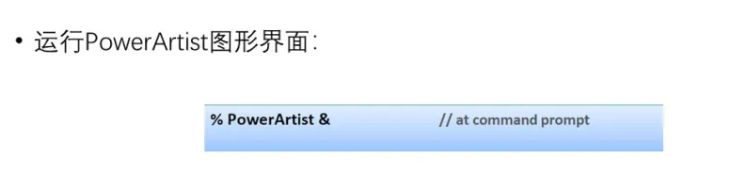 • 运行PowerArtist图形界面：
% PowerArtist & // at command prompt